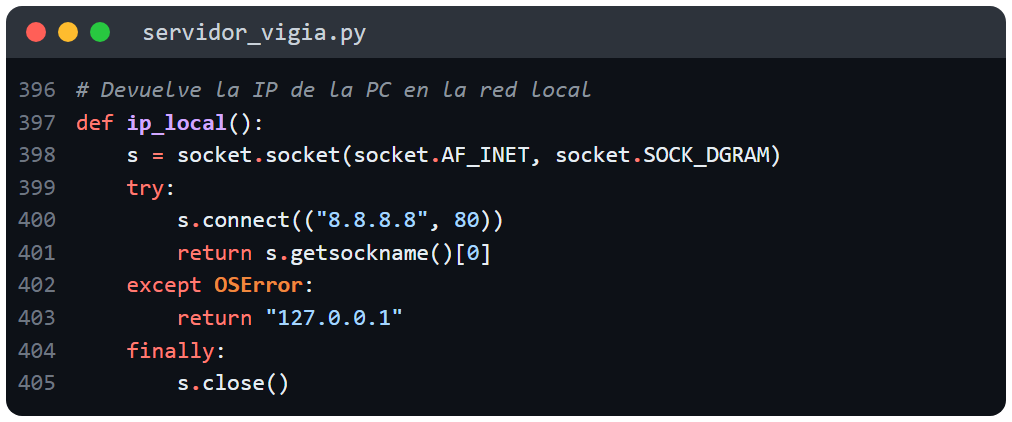 servidor_vigia.py
396 # Devuelve la IP de la PC en la red local
397 def ip_local():
398     s = socket.socket(socket.AF_INET, socket.SOCK_DGRAM)
399     try:
400         s.connect(("8.8.8.8", 80))
401         return s.getsockname()[0]
402     except OSError:
403         return "127.0.0.1"
404     finally:
405         s.close()